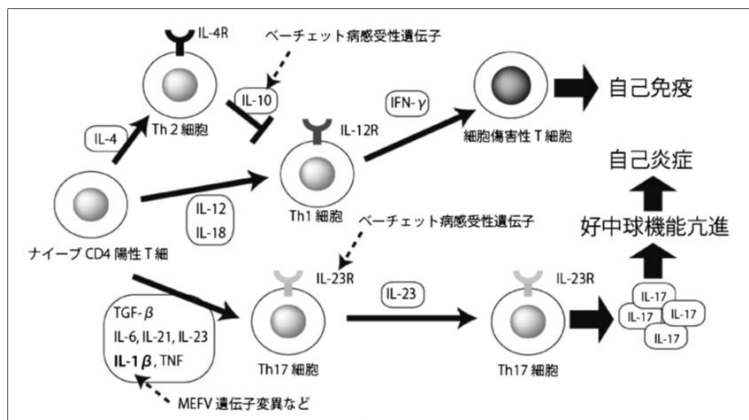 IL-4R
ベーチェット病感受性遺伝子
IL-10
Th 2 細胞
IL-4
IFN-γ
自己免疫
細胞傷害性 T 細胞
IL-12R
Th1 細胞
IL-12
IL-18
ナイーブ CD4 陽性 T 細
自己炎症
好中球機能亢進
ベーチェット病感受性遺伝子
IL-23R
IL-23
IL-23R
IL-17
IL-17
IL-17
IL-17
TGF-β
IL-6, IL-21, IL-23
IL-1 β, TNF
Th17 細胞
Th17 細胞
MEFV 遺伝子変異など